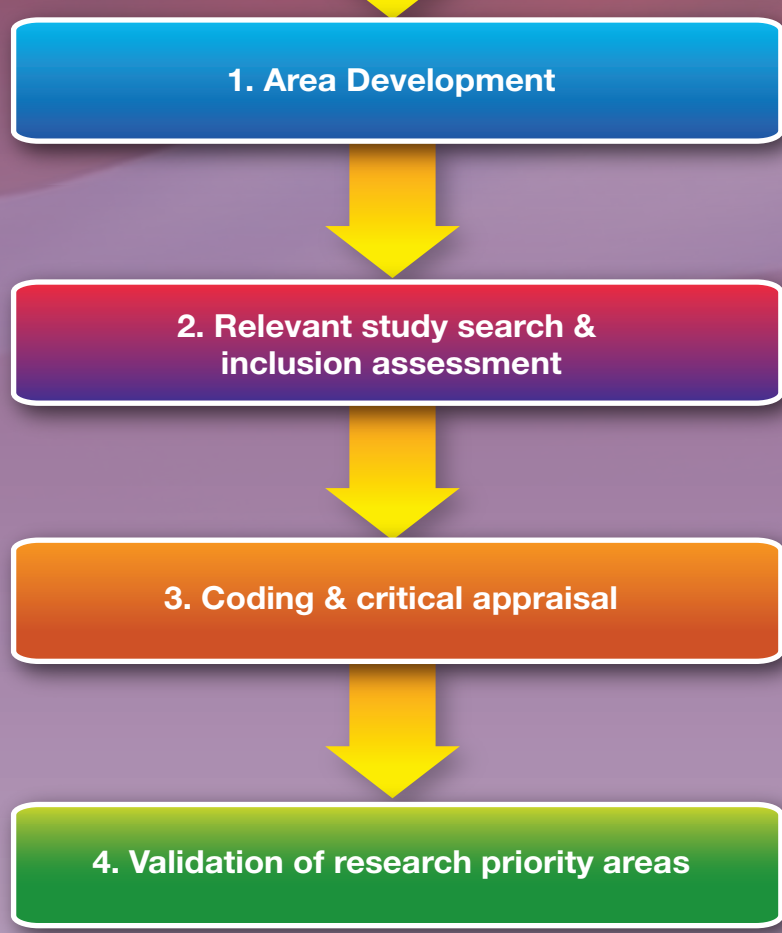 1. Area Development
2. Relevant study search &
inclusion assessment
3. Coding & critical appraisal
4. Validation of research priority areas